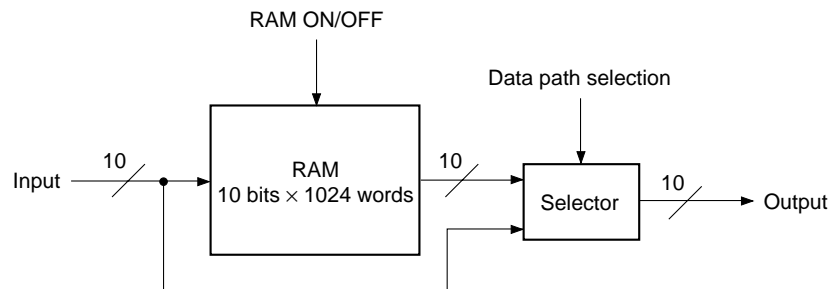 RAM ON/OFF
Data path selection
10
10
10
Input
RAM
10 bits × 1024 words
Selector
Output